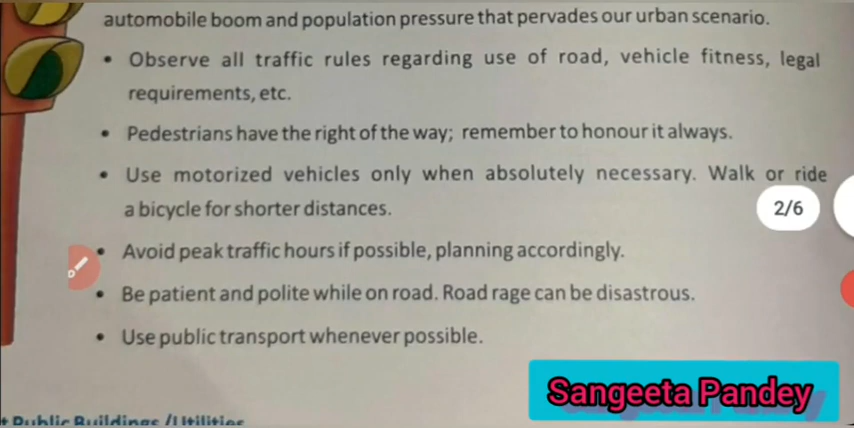 automobile boom and population pressure that pervades our urban scenario.
• Observe all traffic rules regarding use of road, vehicle fitness, legal
requirements, etc.
• Pedestrians have the right of the way; remember to honour it always.
• Use motorized vehicles only when absolutely necessary. Walk or ride
a bicycle for shorter distances.
2/6
• Avoid peak traffic hours if possible, planning accordingly.
• Be patient and polite while on road. Road rage can be disastrous.
• Use public transport whenever possible.
Sangeeta Pandey
Public Buildings /Utilities